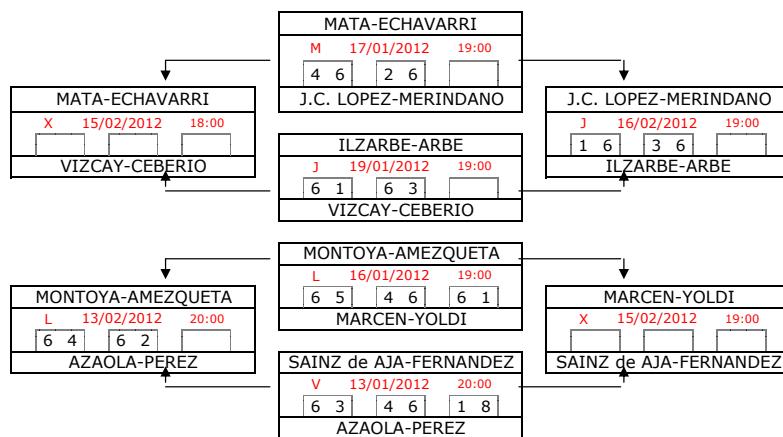 MATA-ECHAVARRI
M 17/01/2012 19:00
4 6 2 6
J.C. LOPEZ-MERINDANO
MATA-ECHAVARRI
X 15/02/2012 18:00
VIZCAY-CEBERIO
J.C. LOPEZ-MERINDANO
J 16/02/2012 19:00
1 6 3 6
ILZARBE-ARBE
ILZARBE-ARBE
J 19/01/2012 19:00
6 1 6 3
VIZCAY-CEBERIO
MONTOYA-AMEZQUETA
L 16/01/2012 19:00
6 5 4 6 6 1
MARCEN-YOLDI
MONTOYA-AMEZQUETA
L 13/02/2012 20:00
6 4 6 2
AZAOLA-PEREZ
MARCEN-YOLDI
X 15/02/2012 19:00
SAINZ de AJA-FERNANDEZ
SAINZ de AJA-FERNANDEZ
V 13/01/2012 20:00
6 3 4 6 1 8
AZAOLA-PEREZ